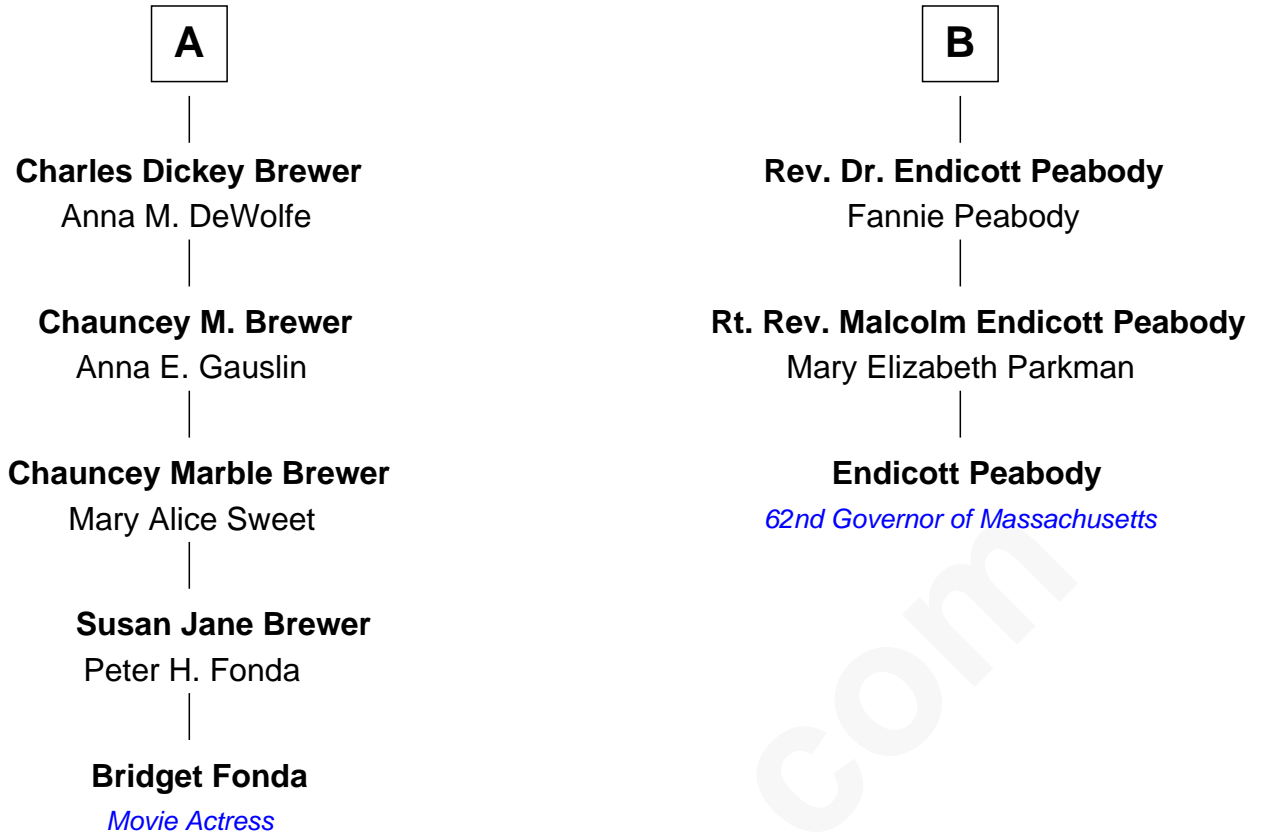 A
Charles Dickey Brewer
Anna M. DeWolfe
Chauncey M. Brewer
Anna E. Gauslin
Chauncey Marble Brewer
Mary Alice Sweet
Susan Jane Brewer
Peter H. Fonda
Bridget Fonda
Movie Actress
B
Rev. Dr. Endicott Peabody
Fannie Peabody
Rt. Rev. Malcolm Endicott Peabody
Mary Elizabeth Parkman
Endicott Peabody
62nd Governor of Massachusetts
com